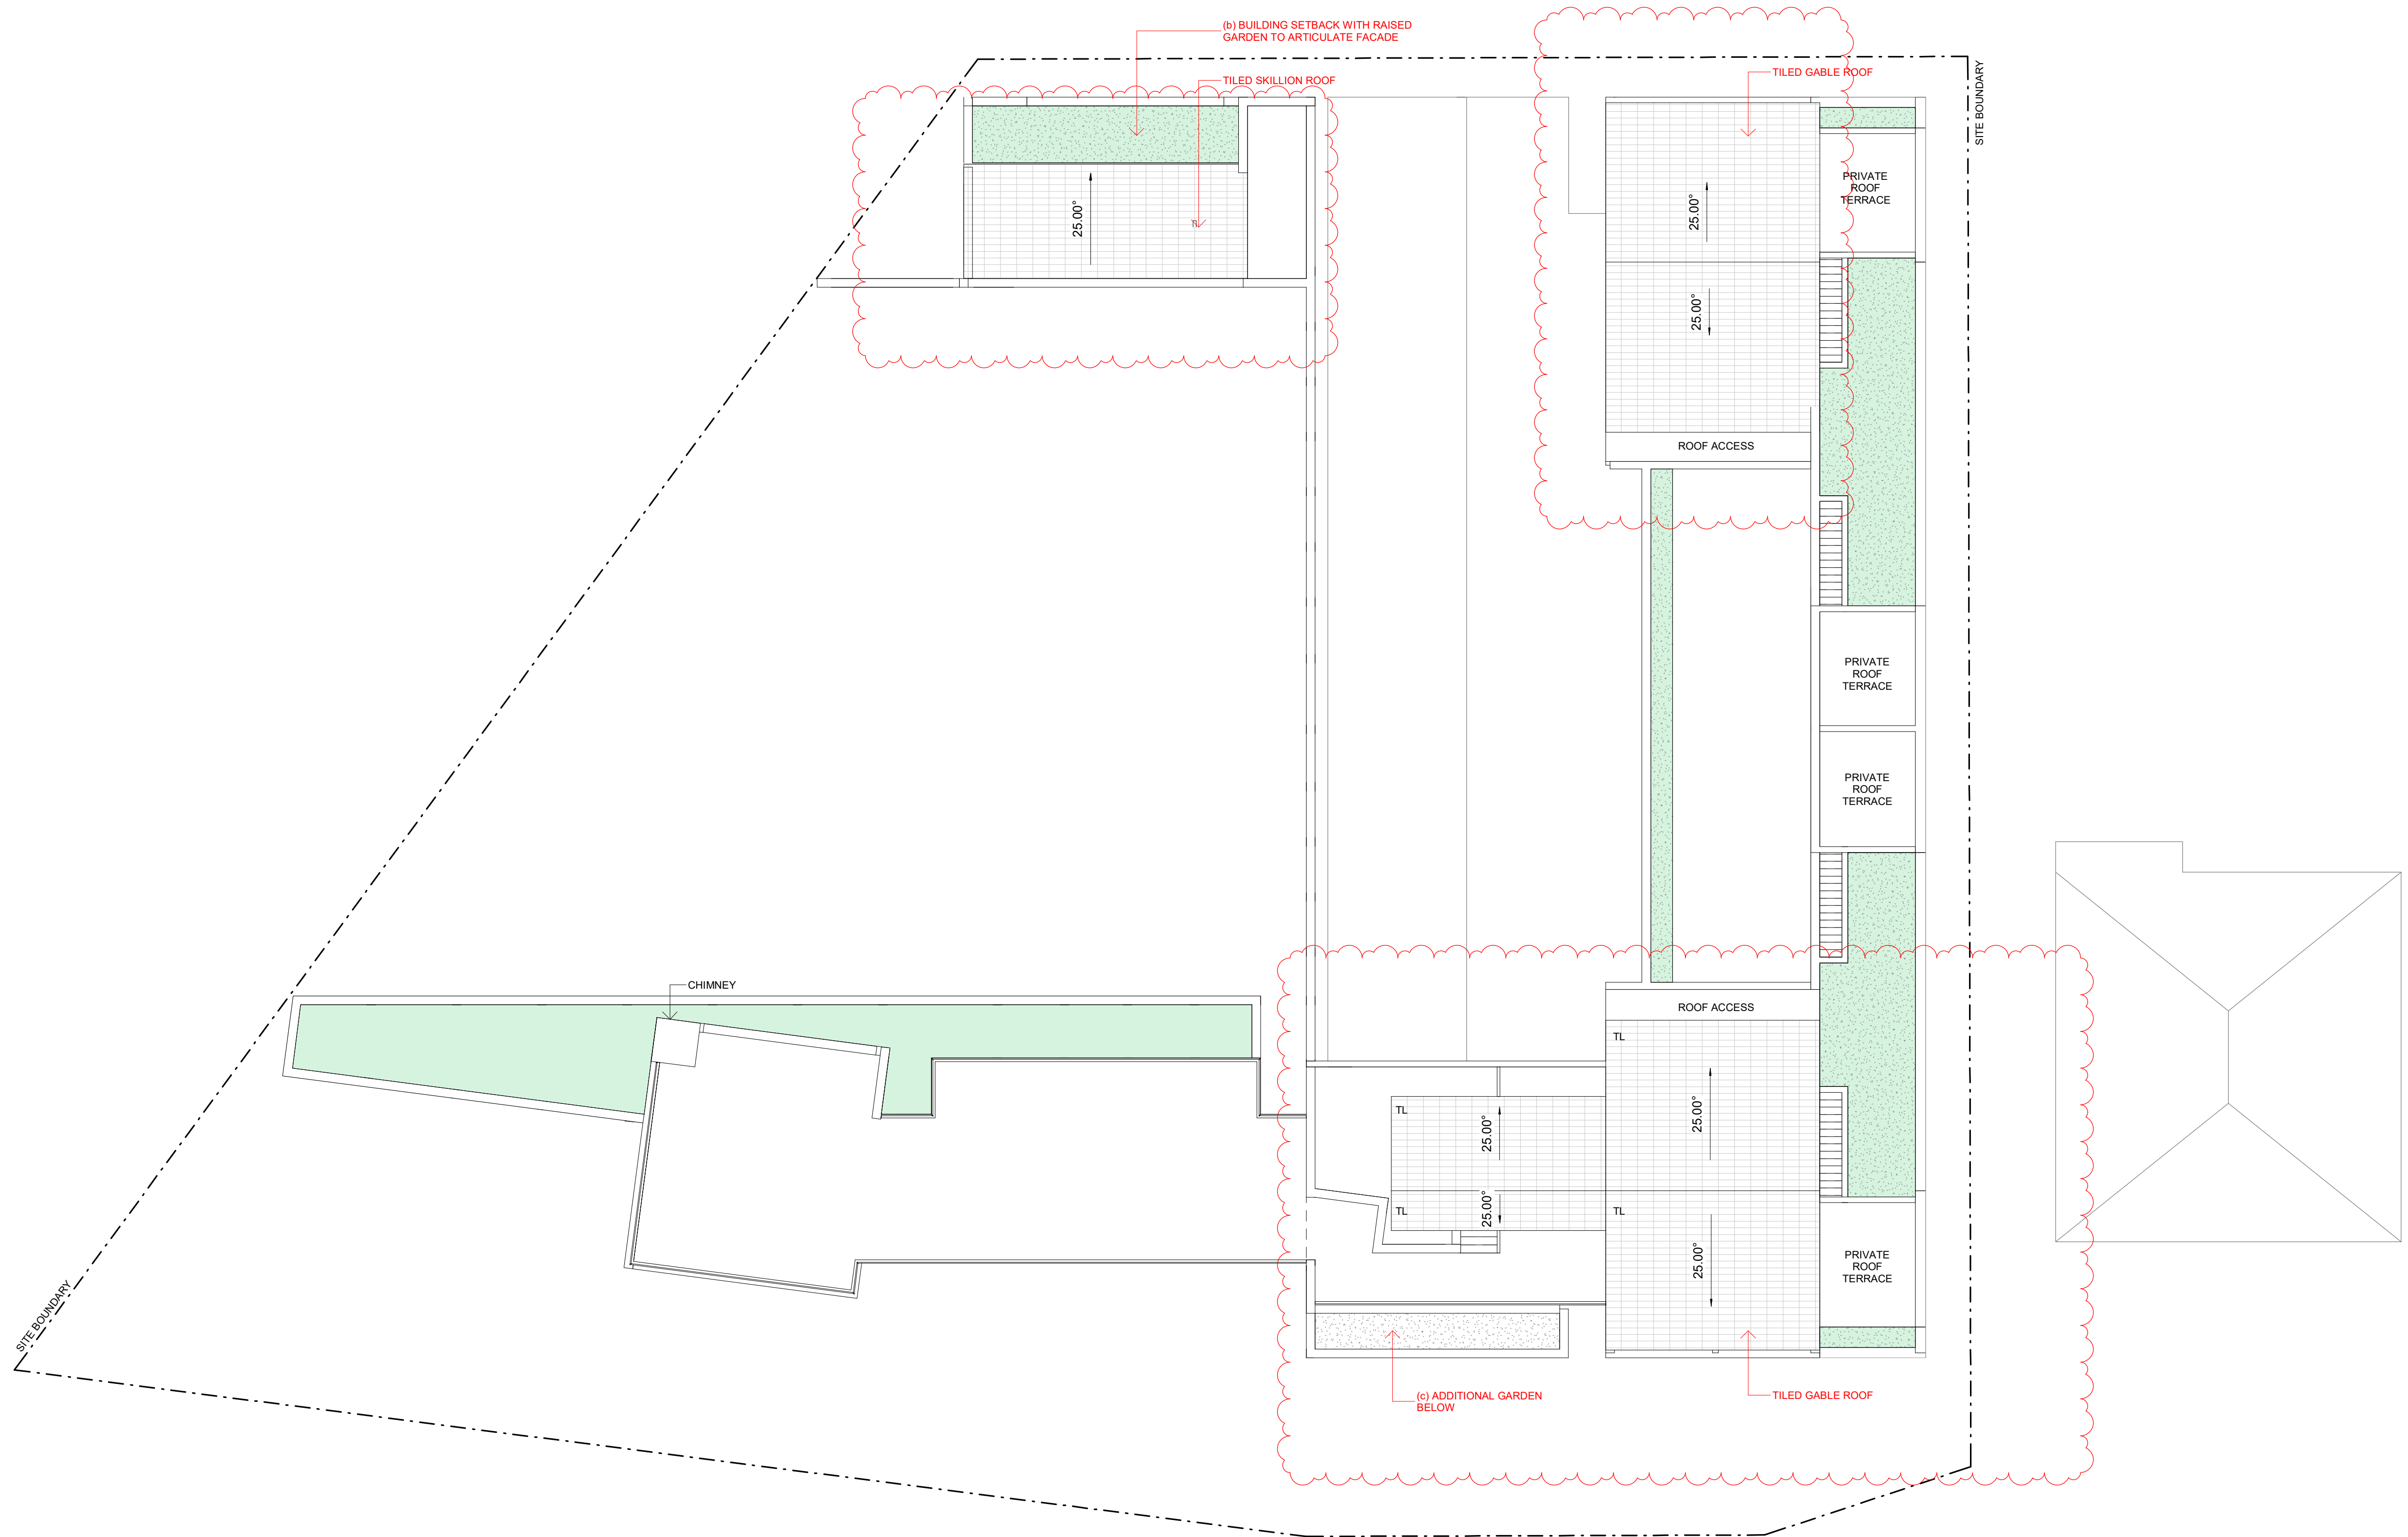 (b) BUILDING SETBACK WITH RAISED
GARDEN TO ARTICULATE FACADE
TILED SKILLION ROOF
TILED GABLE ROOF
SITE BOUNDARY
PRIVATE
ROOF
TERRACE
25.00°
TL
25.00°
25.00°
ROOF ACCESS
PRIVATE
ROOF
TERRACE
PRIVATE
ROOF
TERRACE
CHIMNEY
ROOF ACCESS
TL
TL
25.00°
25.00°
TL
25.00°
TL
25.00°
PRIVATE
ROOF
TERRACE
SITE BOUNDARY
(c) ADDITIONAL GARDEN
BELOW
TILED GABLE ROOF